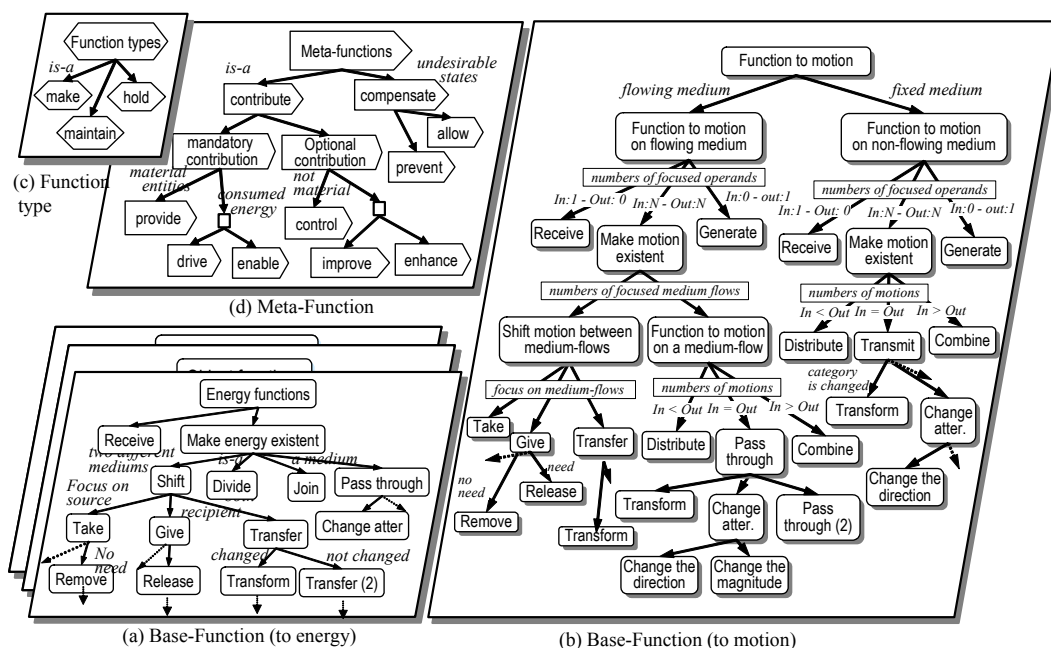 Function types
is-a
make
hold
maintain
(c) Function
type
Meta-functions
is-a
undesirable
states
contribute
compensate
allow
prevent
mandatory
contribution
Optional
contribution
material
entities
consumed
energy
not
material
provide
control
drive
enable
improve
enhance
(d) Meta-Function
Energy functions
Receive
Make energy existent
two different
mediums
is-a
a medium
Shift
Divide
Join
Pass through
Focus on
source
recipient
Change atter
Take
Give
Transfer
No
need
changed
not changed
Remove
Release
Transform
Transfer (2)
(a) Base-Function (to energy)
Function to motion
flowing medium
fixed medium
Function to motion
on flowing medium
Function to motion
on non-flowing medium
numbers of focused operands
In:1 - Out: 0
In:N - Out:N
In:0 - out:1
Receive
Make motion
existent
Generate
numbers of focused operands
In:1 - Out: 0
In:N - Out:N
In:0 - out:1
Receive
Make motion
existent
Generate
numbers of focused medium flows
numbers of motions
In < Out
In = Out
In > Out
Distribute
Transmit
Combine
category
is changed
Transform
Change
atter.
Change the
direction
Shift motion between
medium-flows
Function to motion
on a medium-flow
focus on medium-flows
numbers of motions
Take
Give
Transfer
In < Out
In = Out
In > Out
Distribute
Pass
through
Combine
no
need
need
Remove
Release
Transform
Transform
Change
atter.
Pass
through (2)
Change the
direction
Change the
magnitude
(b) Base-Function (to motion)